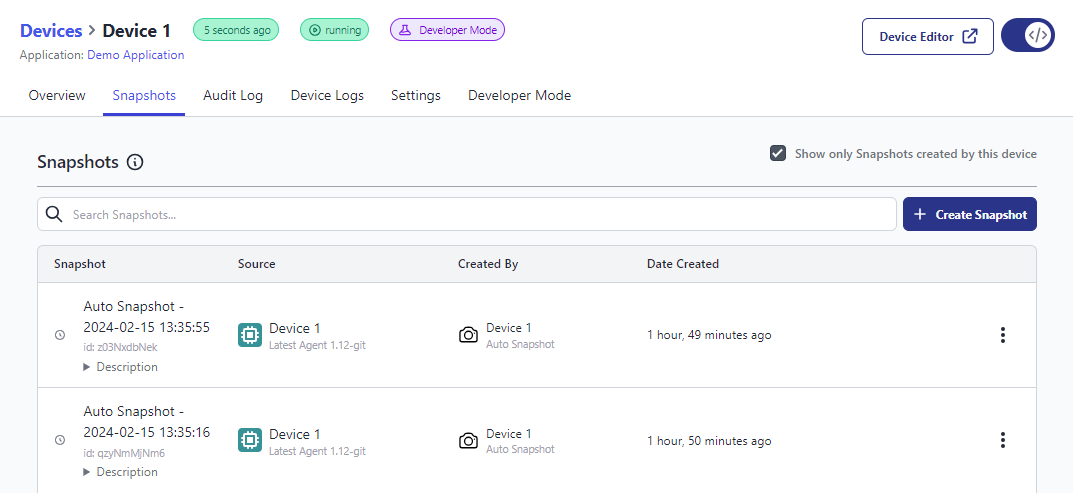 Devices > Device 1 5 seconds ago running Developer Mode
Device Editor
</>
Application: Demo Application
Overview Snapshots Audit Log Device Logs Settings Developer Mode
Snapshots
Show only Snapshots created by this device
Search Snapshots...
Create Snapshot
Snapshot Source Created By Date Created
Auto Snapshot -
2024-02-15 13:35:55
id: z03NxdbNek
Description
Device 1
Latest Agent 1.12-git
Device 1
Auto Snapshot
1 hour, 49 minutes ago
Auto Snapshot -
2024-02-15 13:35:16
id: qzyNmMjNm6
Description
Device 1
Latest Agent 1.12-git
Device 1
Auto Snapshot
1 hour, 50 minutes ago